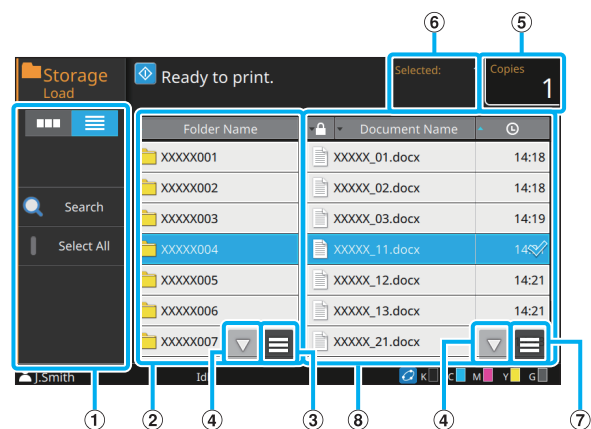 ⑥ ⑤
Storage
Load
Ready to print.
Selected:
Copies
1
Folder Name
Document Name
XXXXX001
XXXXX_01.docx 14:18
XXXXX002
XXXXX_02.docx 14:18
XXXXX003
XXXXX_03.docx 14:19
Search
XXXXX004
XXXXX_11.docx
Select All
XXXXX005
XXXXX_12.docx 14:21
XXXXX006
XXXXX_13.docx 14:21
XXXXX007
XXXXX_21.docx
J.Smith
K C M Y G
① ② ④ ③ ⑧ ④ ⑦